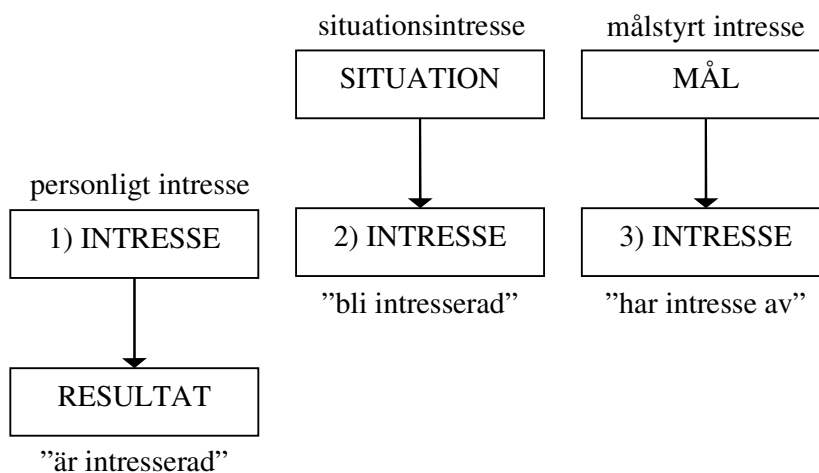 situationsintresse
målstyrt intresse
SITUATION
MÅL
personligt intresse
1) INTRESSE
2) INTRESSE
3) INTRESSE
”bli intresserad”
”har intresse av”
RESULTAT
”är intresserad”